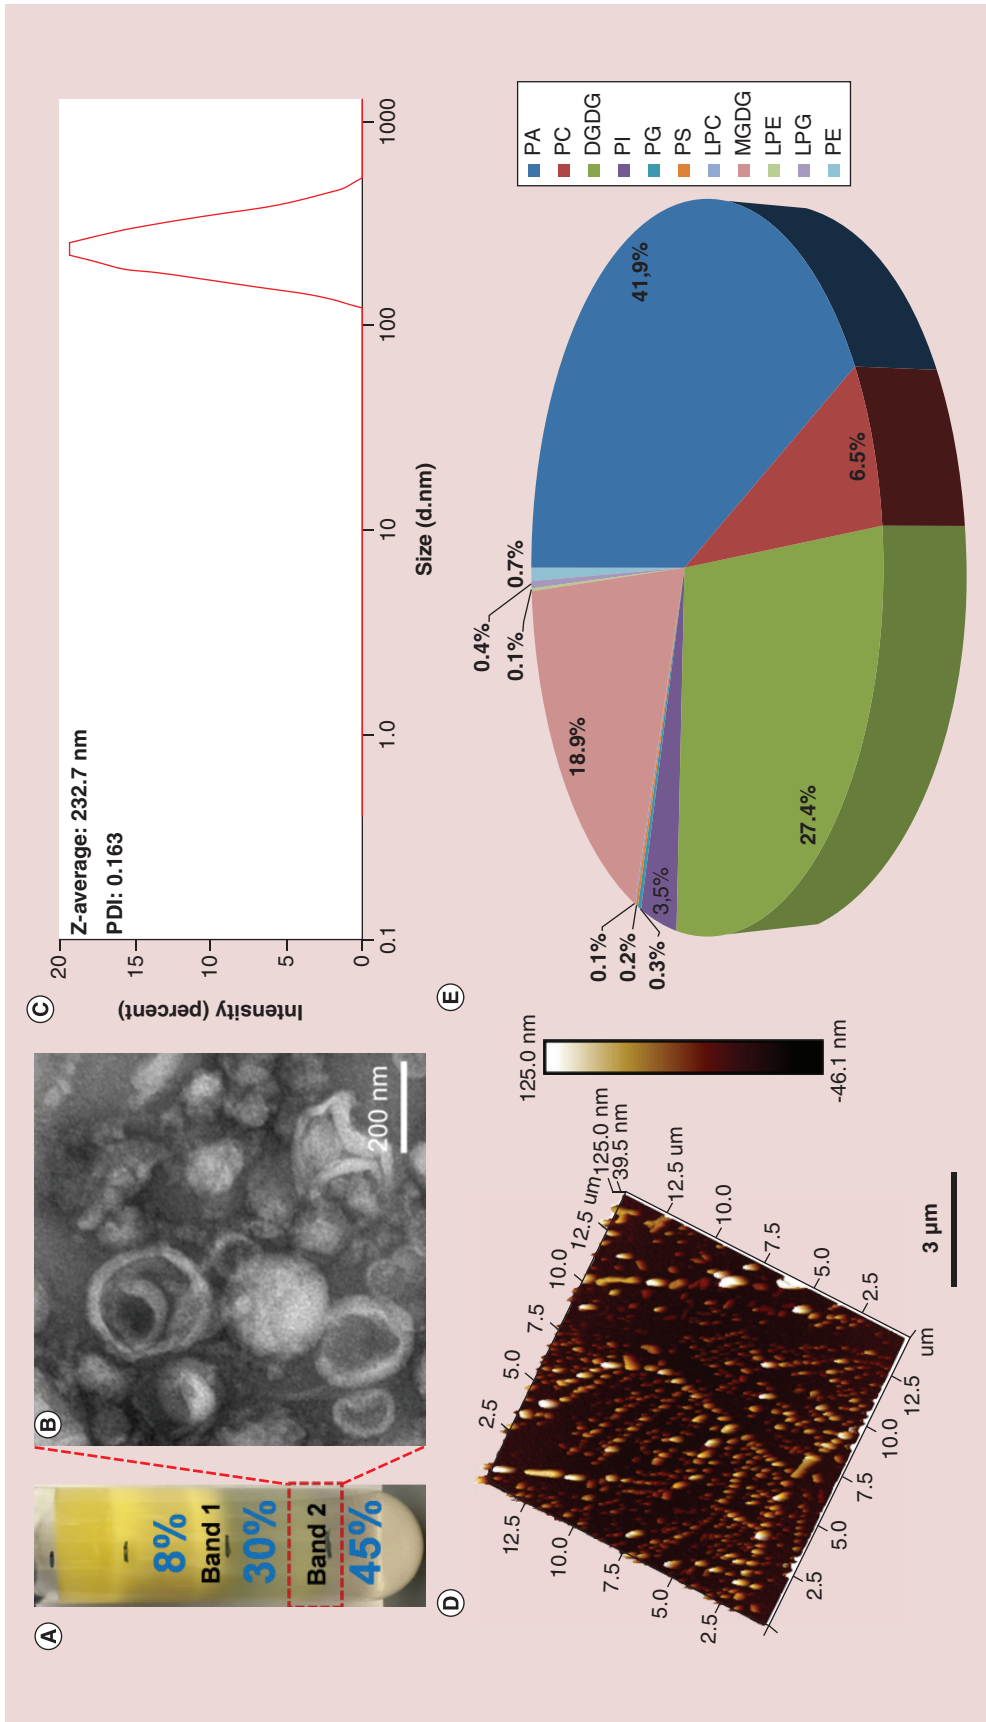 A
8%
Band 1
30%
Band 2
45%
B
200 nm
C
Z-average: 232.7 nm
PDI: 0.163
Intensity (percent)
20
15
10
5
0
0.1
1.0
10
100
1000
Size (d.nm)
D
12.5
10.0
7.5
5.0
2.5
2.5
5.0
7.5
10.0
12.5 um
125.0 nm
39.5 nm
12.5 um
10.0
7.5
5.0
2.5
um
2.5
5.0
7.5
10.0
12.5
3 µm
125.0 nm
-46.1 nm
E
0.4%
0.1%
0.7%
41,9%
18.9%
6.5%
3,5%
27.4%
0.1%
0.2%
0.3%
PA
PC
DGDG
PI
PG
PS
LPC
MGDG
LPE
LPG
PE